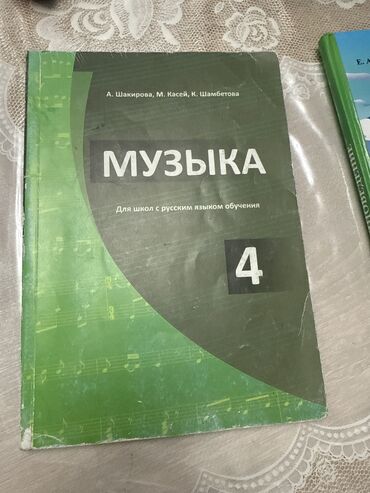 А. Шакирова, М. Касей, К. Шамбетова
МУЗЫКА
Для школ с русским языком обучения
4
Е. А